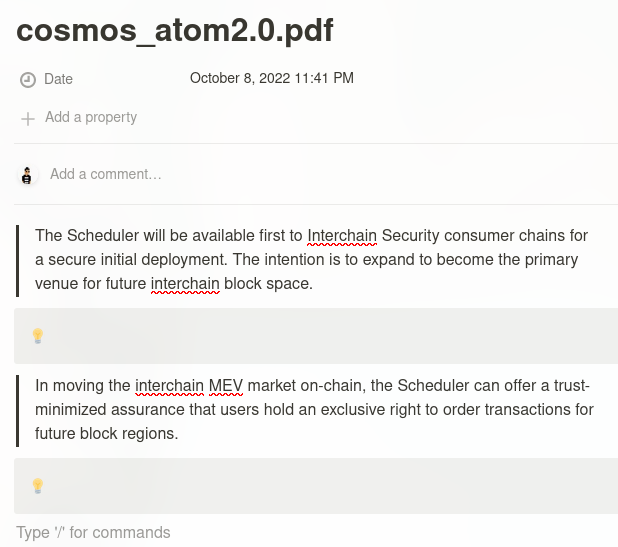 cosmos_atom2.0.pdf
Date October 8, 2022 11:41 PM
Add a property
Add a comment…
The Scheduler will be available first to Interchain Security consumer chains for
a secure initial deployment. The intention is to expand to become the primary
venue for future interchain block space.
In moving the interchain MEV market on-chain, the Scheduler can offer a trust-
minimized assurance that users hold an exclusive right to order transactions for
future block regions.
Type '/' for commands